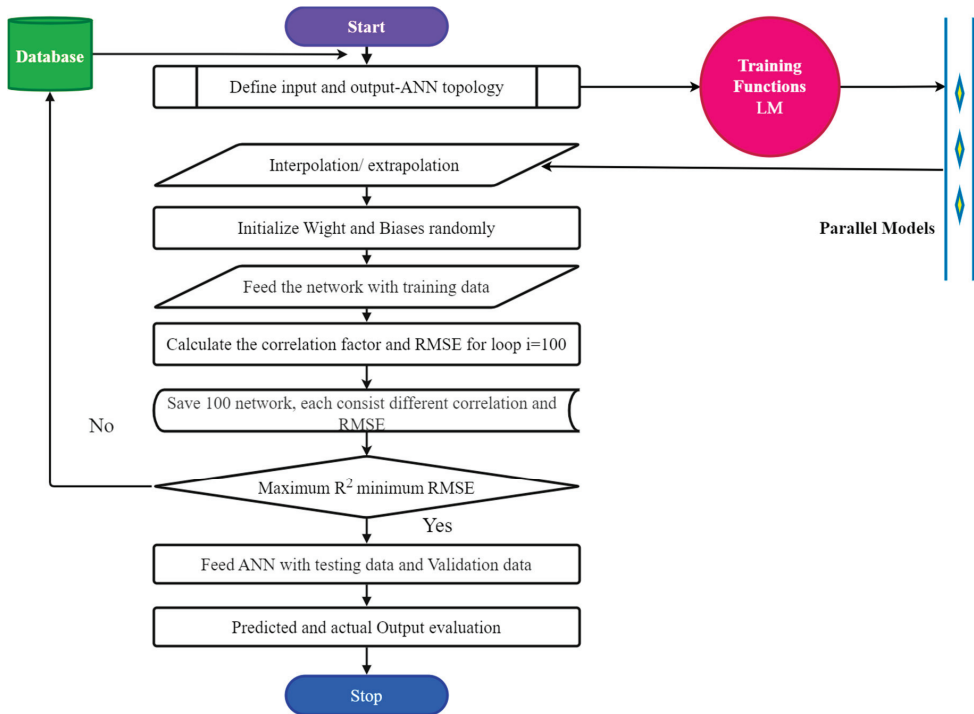 Start
Database
Define input and output-ANN topology
Training
Functions
LM
Interpolation/ extrapolation
Parallel Models
Initialize Wight and Biases randomly
Feed the network with training data
Calculate the correlation factor and RMSE for loop i=100
Save 100 network, each consist different correlation and
RMSE
No
Maximum R² minimum RMSE
Yes
Feed ANN with testing data and Validation data
Predicted and actual Output evaluation
Stop